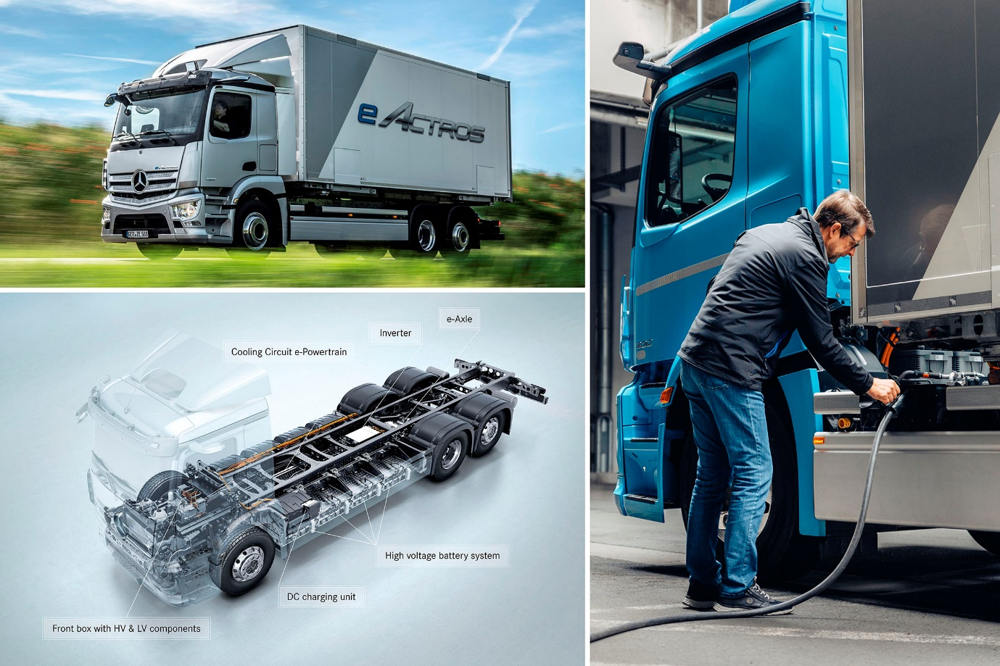 eActros
eActros
e-Axle
Inverter
Cooling Circuit e-Powertrain
High voltage battery system
DC charging unit
Front box with HV & LV components